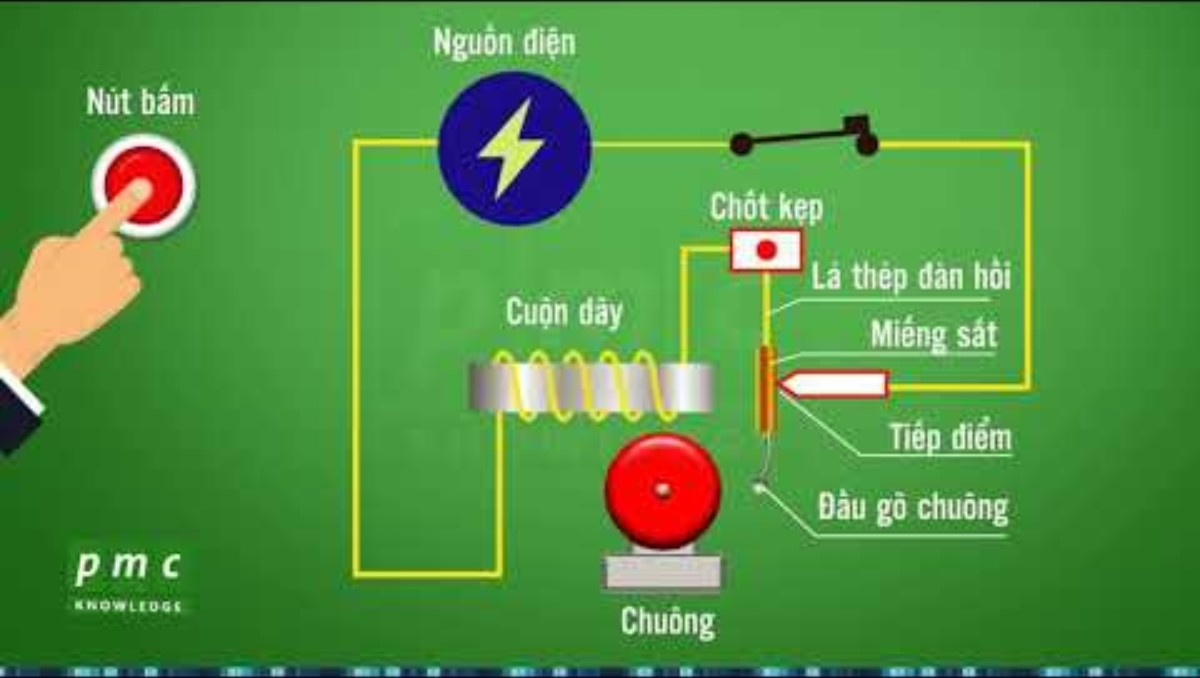 Nguồn điện
Nút bấm
Chốt kẹp
Lá thép đàn hồi
Cuộn dây
Miếng sắt
Tiếp điểm
Đầu gõ chuông
Chuông
pmc
KNOWLEDGE